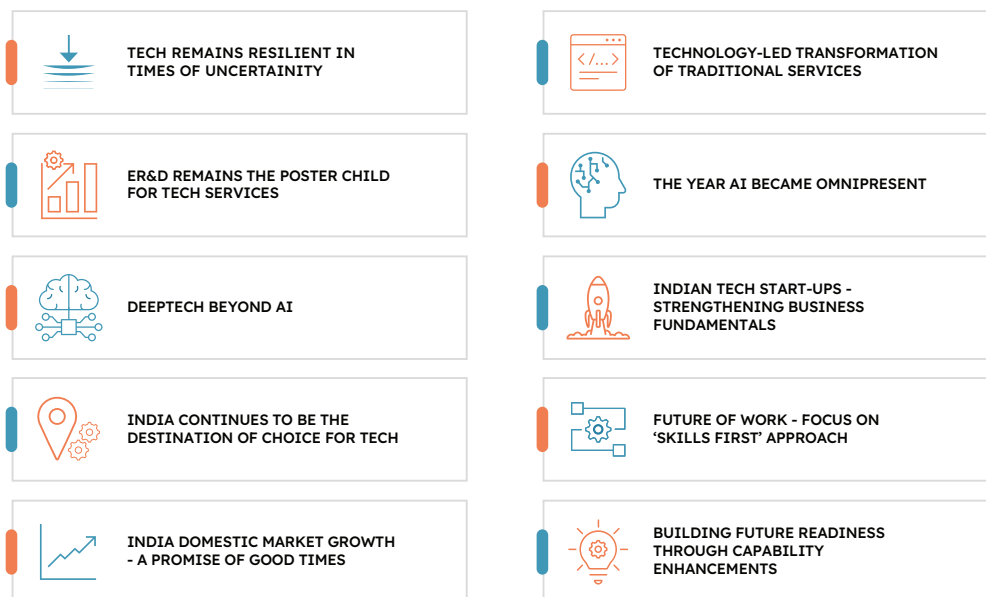 TECH REMAINS RESILIENT IN
TIMES OF UNCERTAINITY
TECHNOLOGY-LED TRANSFORMATION
OF TRADITIONAL SERVICES
ER&D REMAINS THE POSTER CHILD
FOR TECH SERVICES
THE YEAR AI BECAME OMNIPRESENT
DEEPTECH BEYOND AI
INDIAN TECH START-UPS -
STRENGTHENING BUSINESS
FUNDAMENTALS
INDIA CONTINUES TO BE THE
DESTINATION OF CHOICE FOR TECH
FUTURE OF WORK - FOCUS ON
‘SKILLS FIRST’ APPROACH
INDIA DOMESTIC MARKET GROWTH
- A PROMISE OF GOOD TIMES
BUILDING FUTURE READINESS
THROUGH CAPABILITY
ENHANCEMENTS